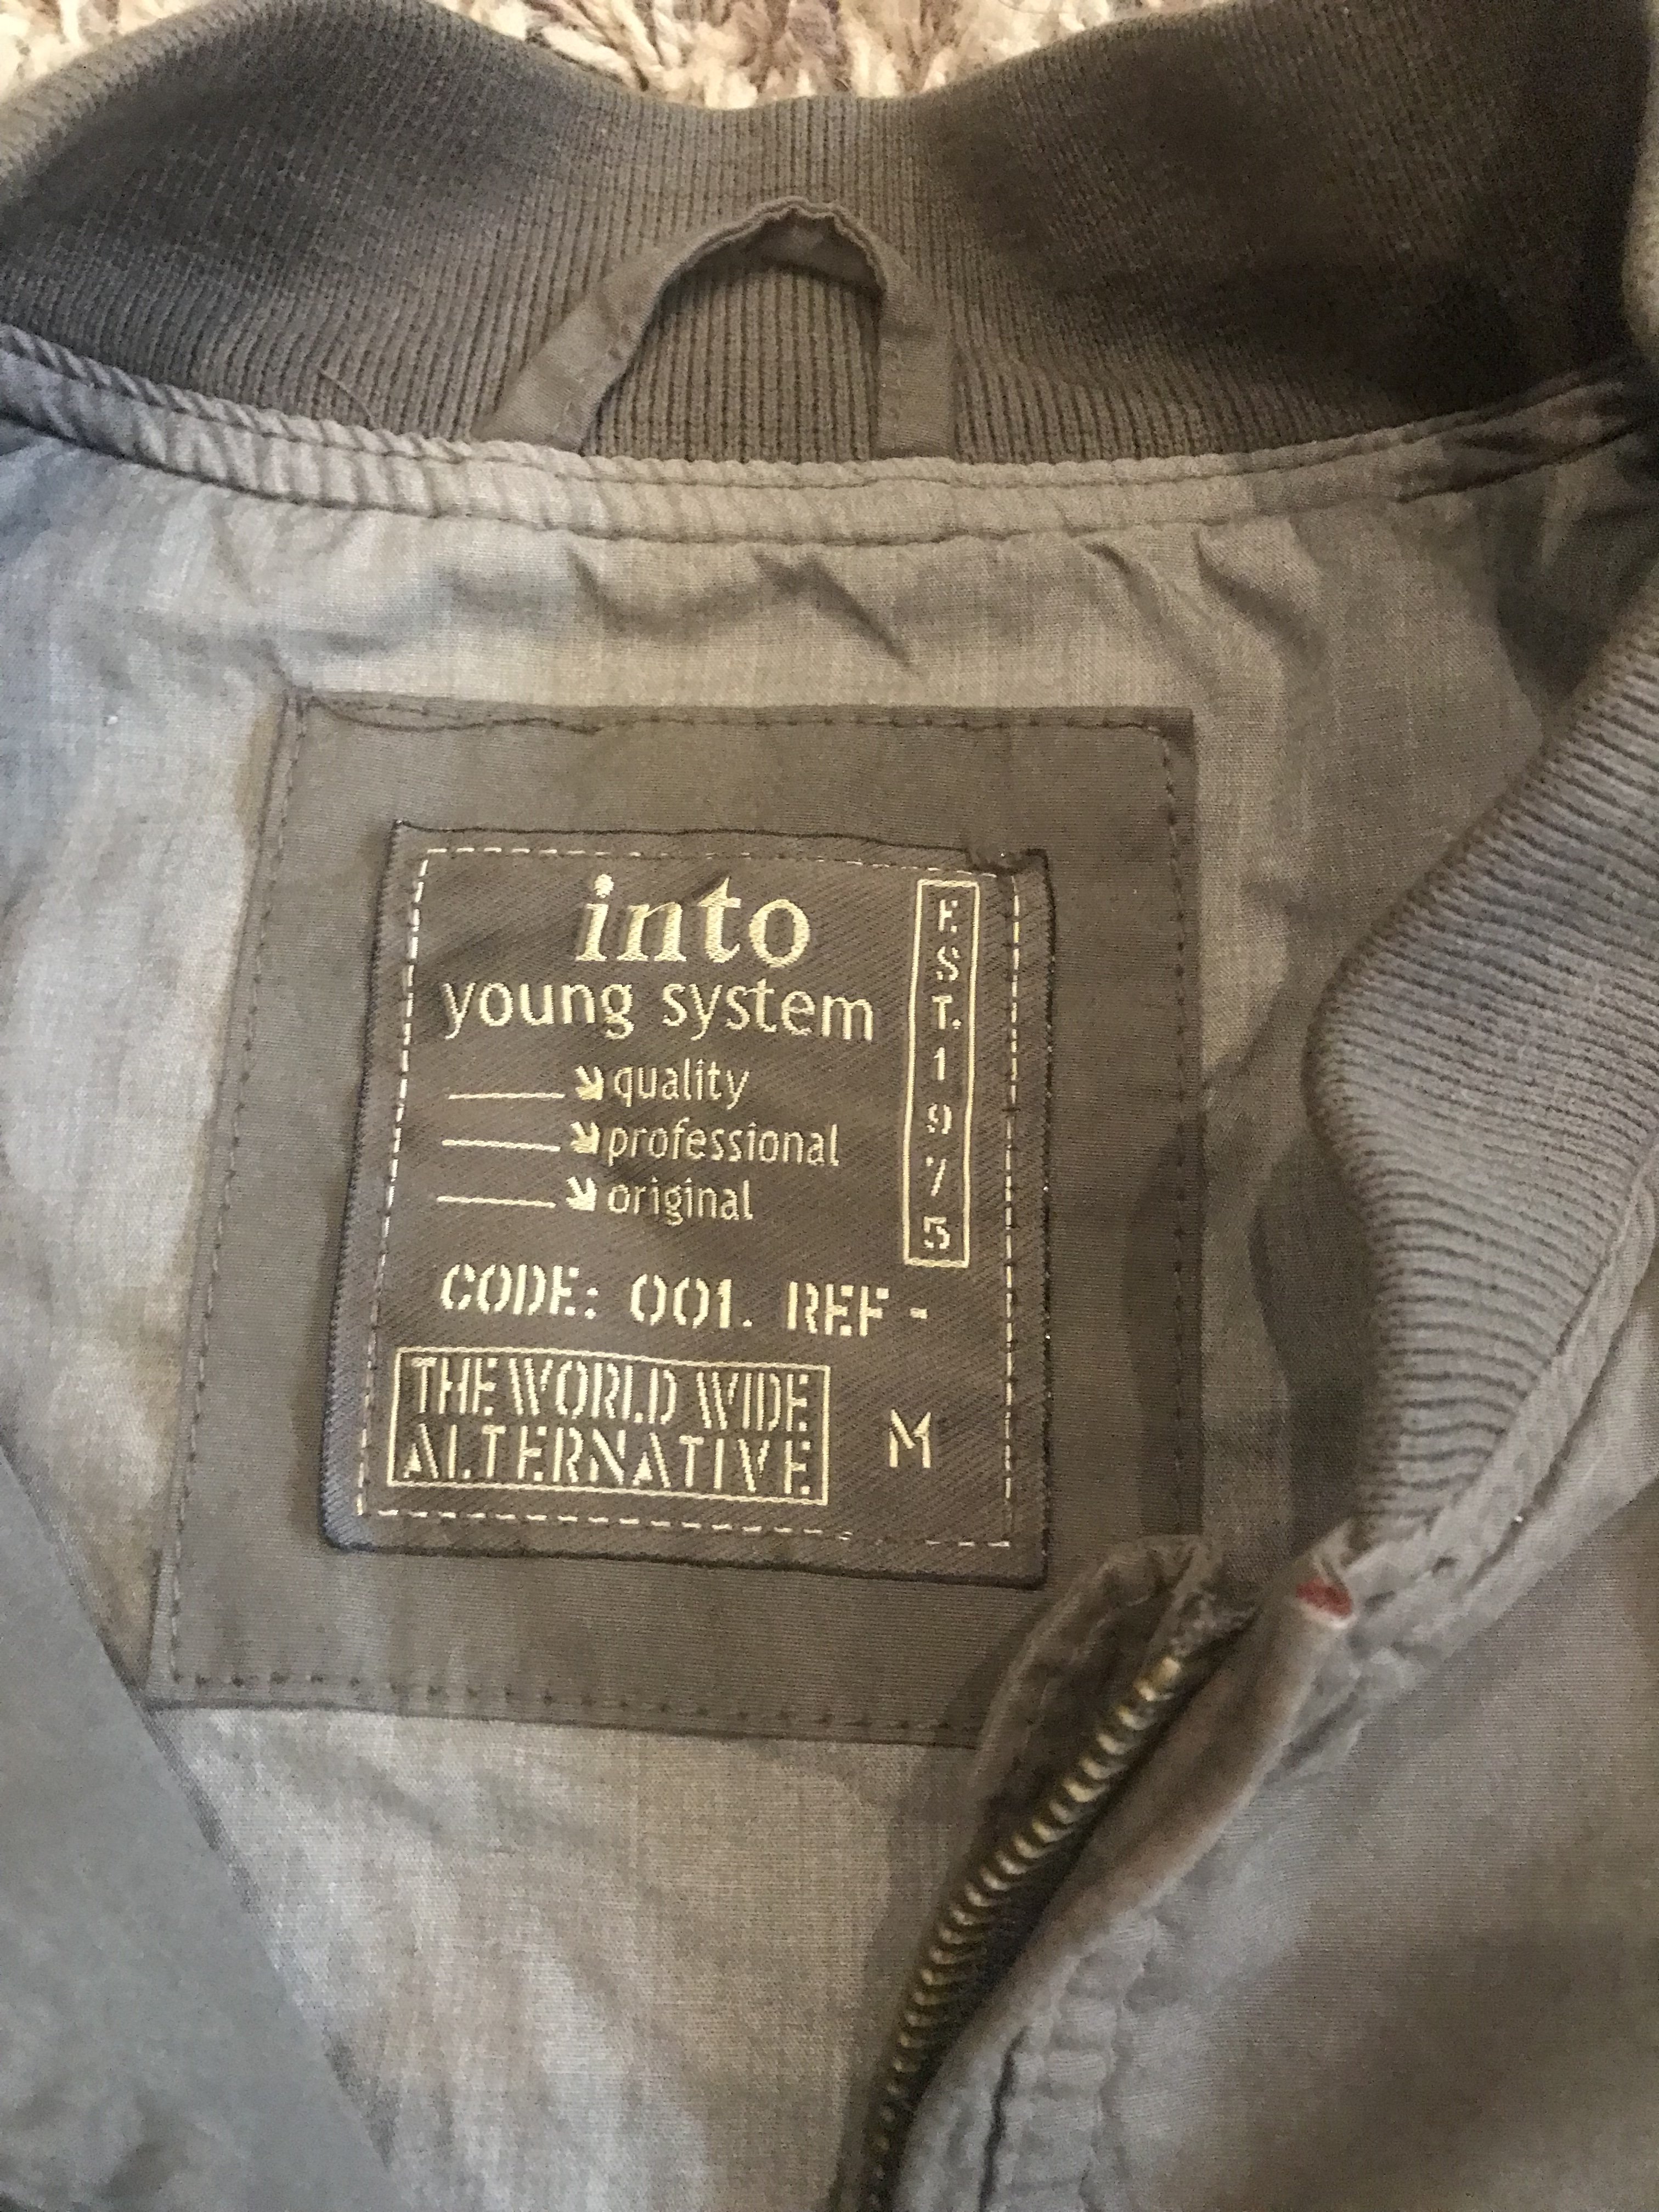 into
young system
quality
professional
original
EST.1975
CODE: 001. REF -
THE WORLD WIDE
ALTERNATIVE
M